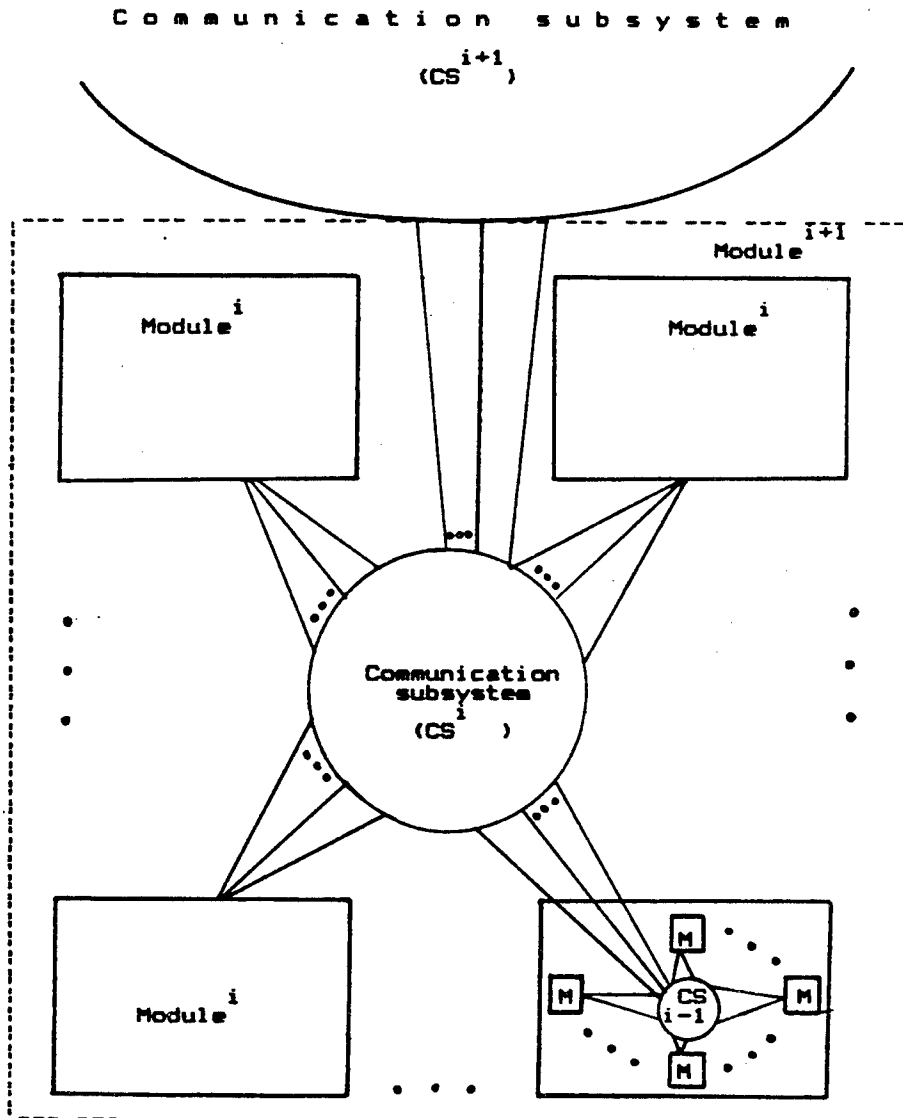 Communication subsystem
(CS^i+1)
Module^i+1
Module^i
Module^i
Communication
subsystem
(CS^i)
Module^i
M
M
CS
i-1
M
M